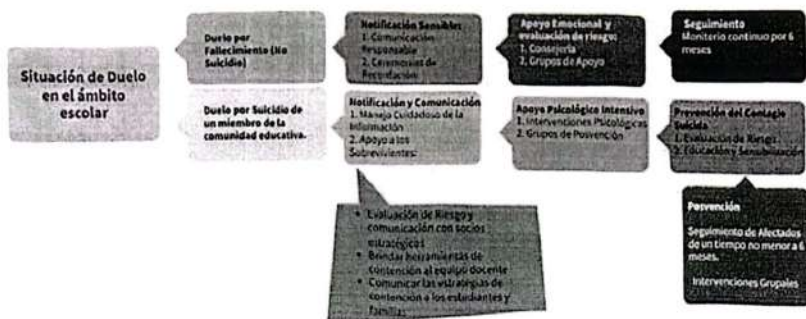 Situación de Duelo
en el ámbito
escolar
Duelo por
Fallecimiento (No
Suicidio)
Notificación Sensibles
1. Comunicación
Responsable
2. Ceremonias de
Recordación
Apoyo Emocional y
evaluación de riesgo:
1. Consejería
2. Grupos de Apoyo
Seguimiento
Moniterio continuo por 6
meses
Duelo por Suicidio de
un miembro de la
comunidad educativa.
Notificación y Comunicación
1. Manejo Cuidadoso de la
Información
2. Apoyo a los
Sobrevivientes:
Apoyo Psicológico Intensivo
1. Intervenciones Psicológicas
2. Grupos de Posvención
Prevención del Contagio
Suicida
1. Evaluación de Riesgo
2. Educación y Sensibilización
• Evaluación de Riesgo y
comunicación con socios
estratégicos
• Brindar herramientas de
contención al equipo docente
• Comunicar las estrategias de
contención a los estudiantes y
familias
Posvención
Seguimiento de Afectados
de un tiempo no menor a 6
meses.
Intervenciones Grupales